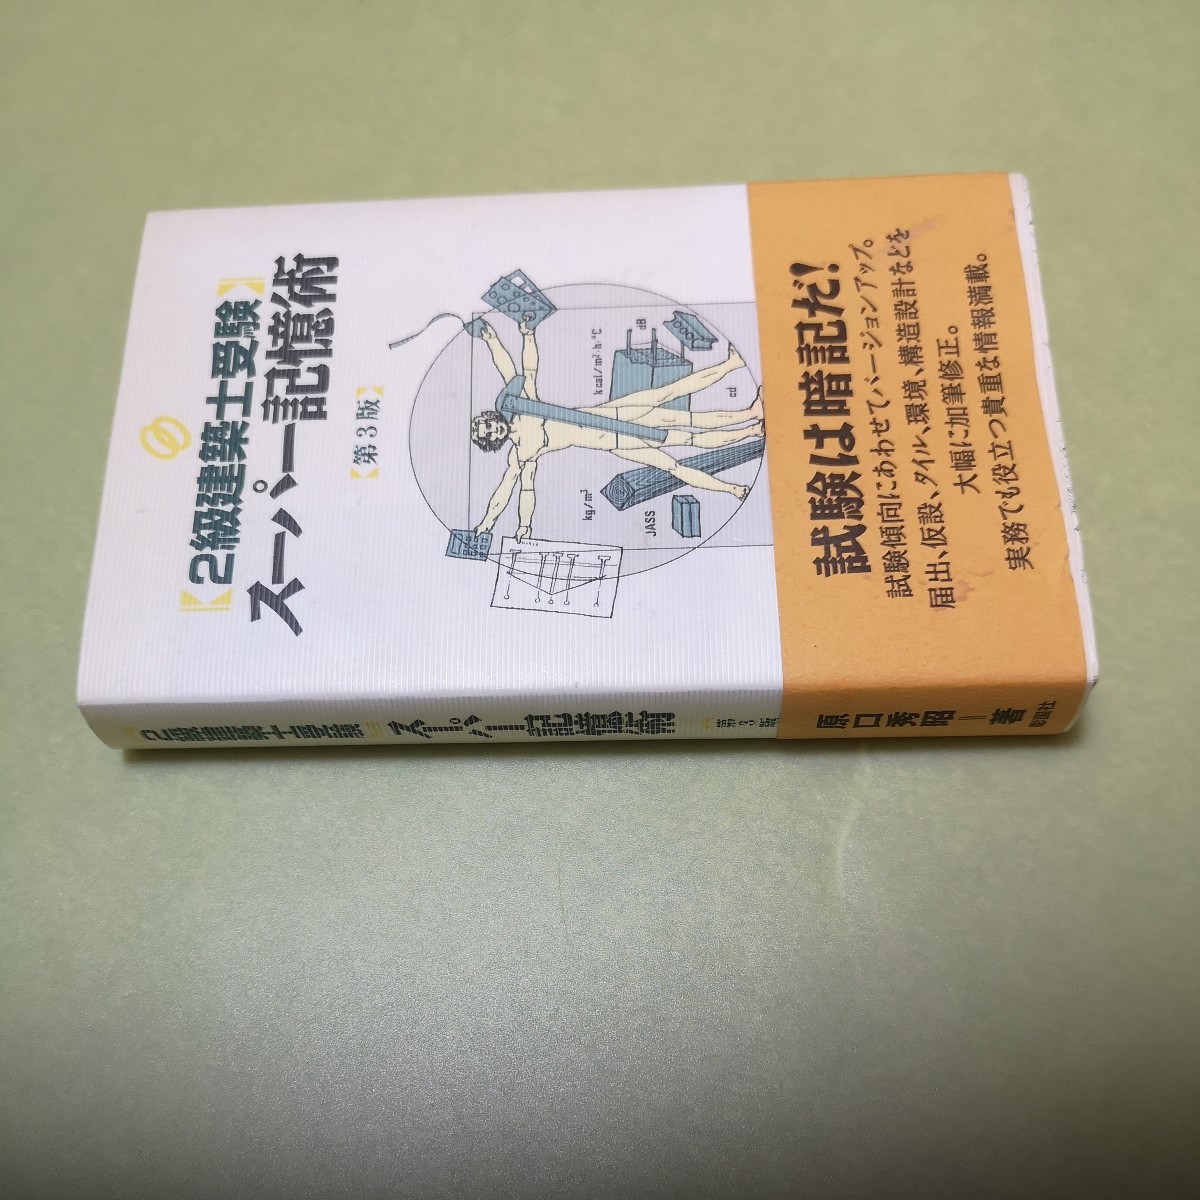 【2級建築士受験】
スーパー記憶術
【第3版】
kcal/m²·h·°C
dB
cd
kg/m²
JASS
試験は暗記だ!
試験傾向にあわせてバージョンアップ。
届出、仮設、タイル、環境、構造設計などを
大幅に加筆修正。
実務でも役立つ貴重な情報満載。
2級建築士受験 スーパー記憶術 第3版
原口秀昭=著
彰国社